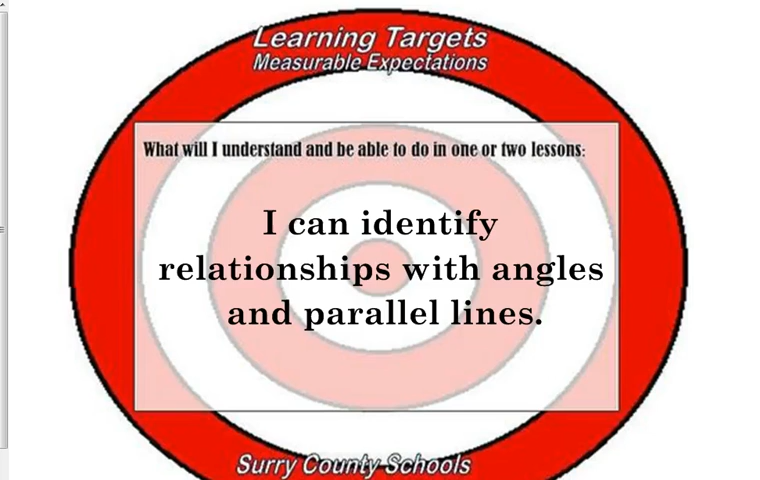 Learning Targets
Measurable Expectations
What will I understand and be able to do in one or two lessons:
I can identify
relationships with angles
and parallel lines.
Surry County Schools